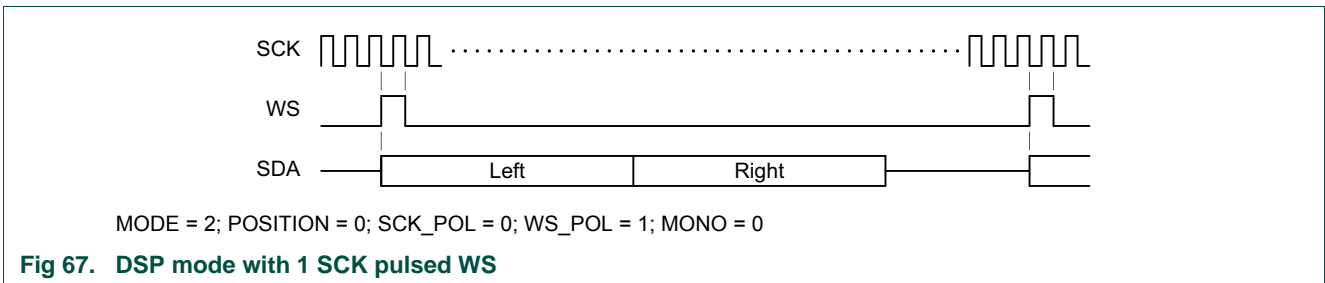 SCK
WS
SDA
Left
Right
MODE = 2; POSITION = 0; SCK_POL = 0; WS_POL = 1; MONO = 0
Fig 67. DSP mode with 1 SCK pulsed WS